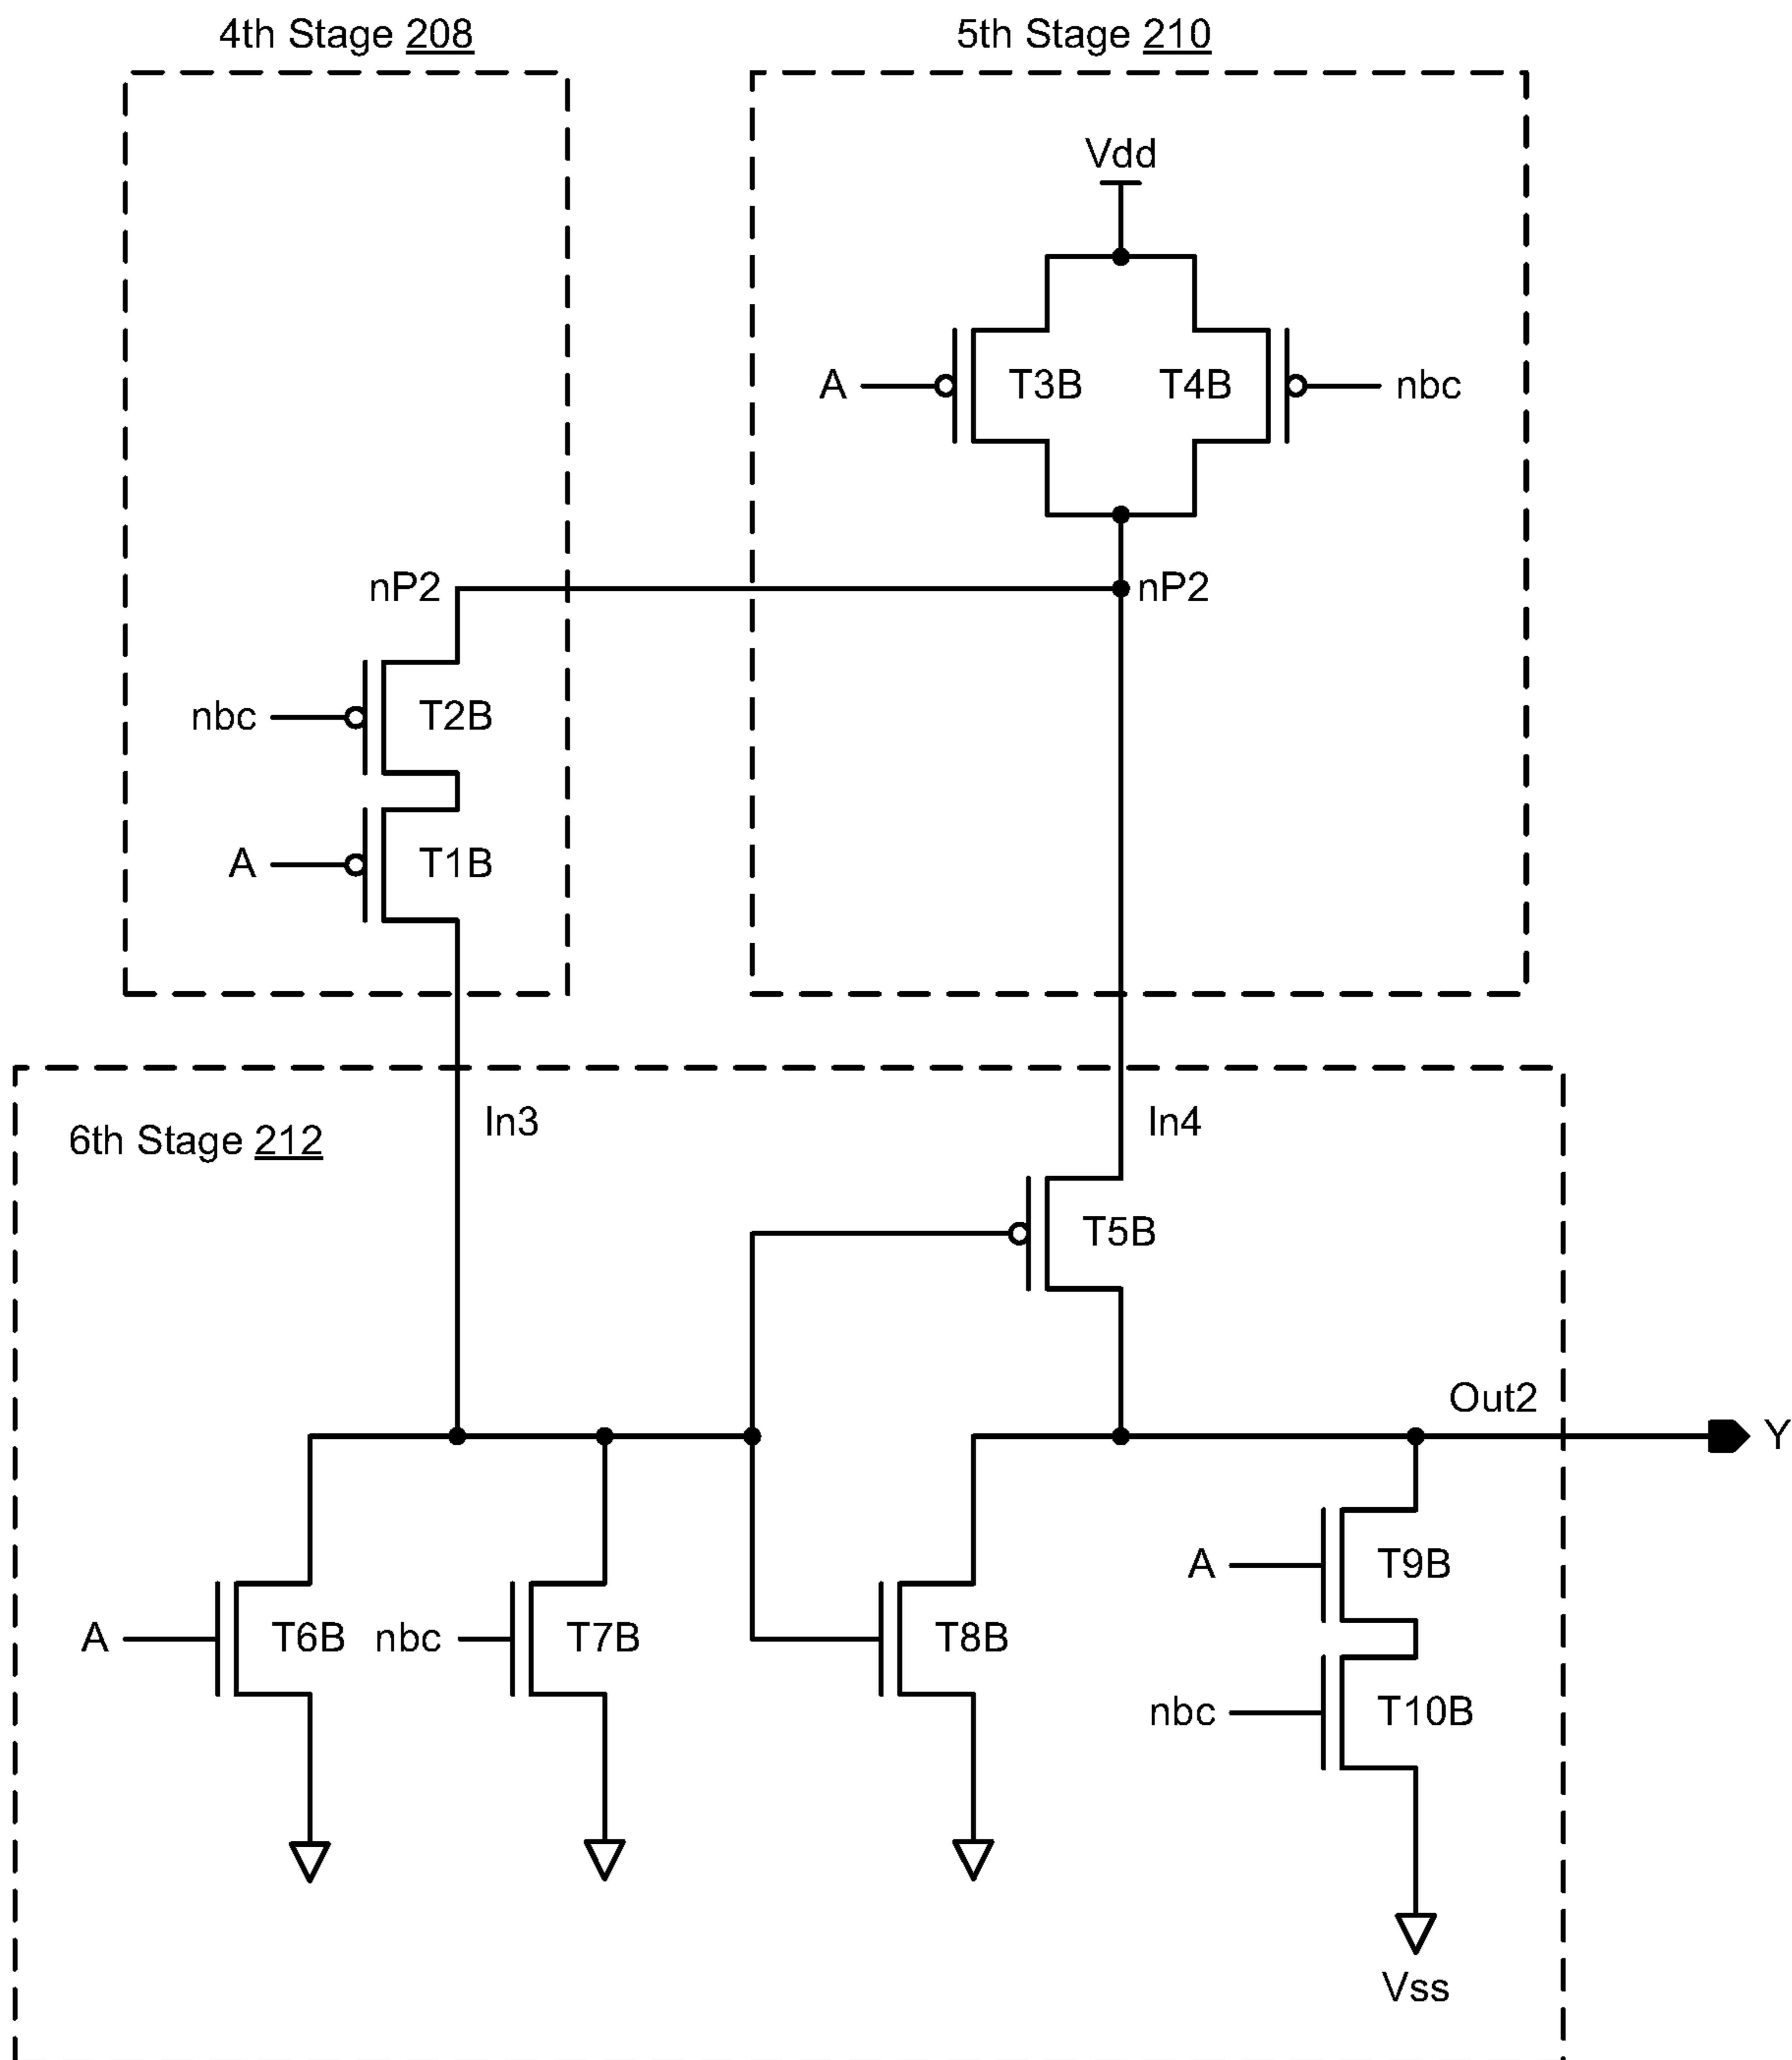 4th Stage 208
5th Stage 210
Vdd
A
T3B
T4B
nbc
nP2
nP2
nbc
T2B
A
T1B
In3
In4
6th Stage 212
T5B
Out2
Y
A
T9B
A
T6B
nbc
T7B
T8B
nbc
T10B
Vss